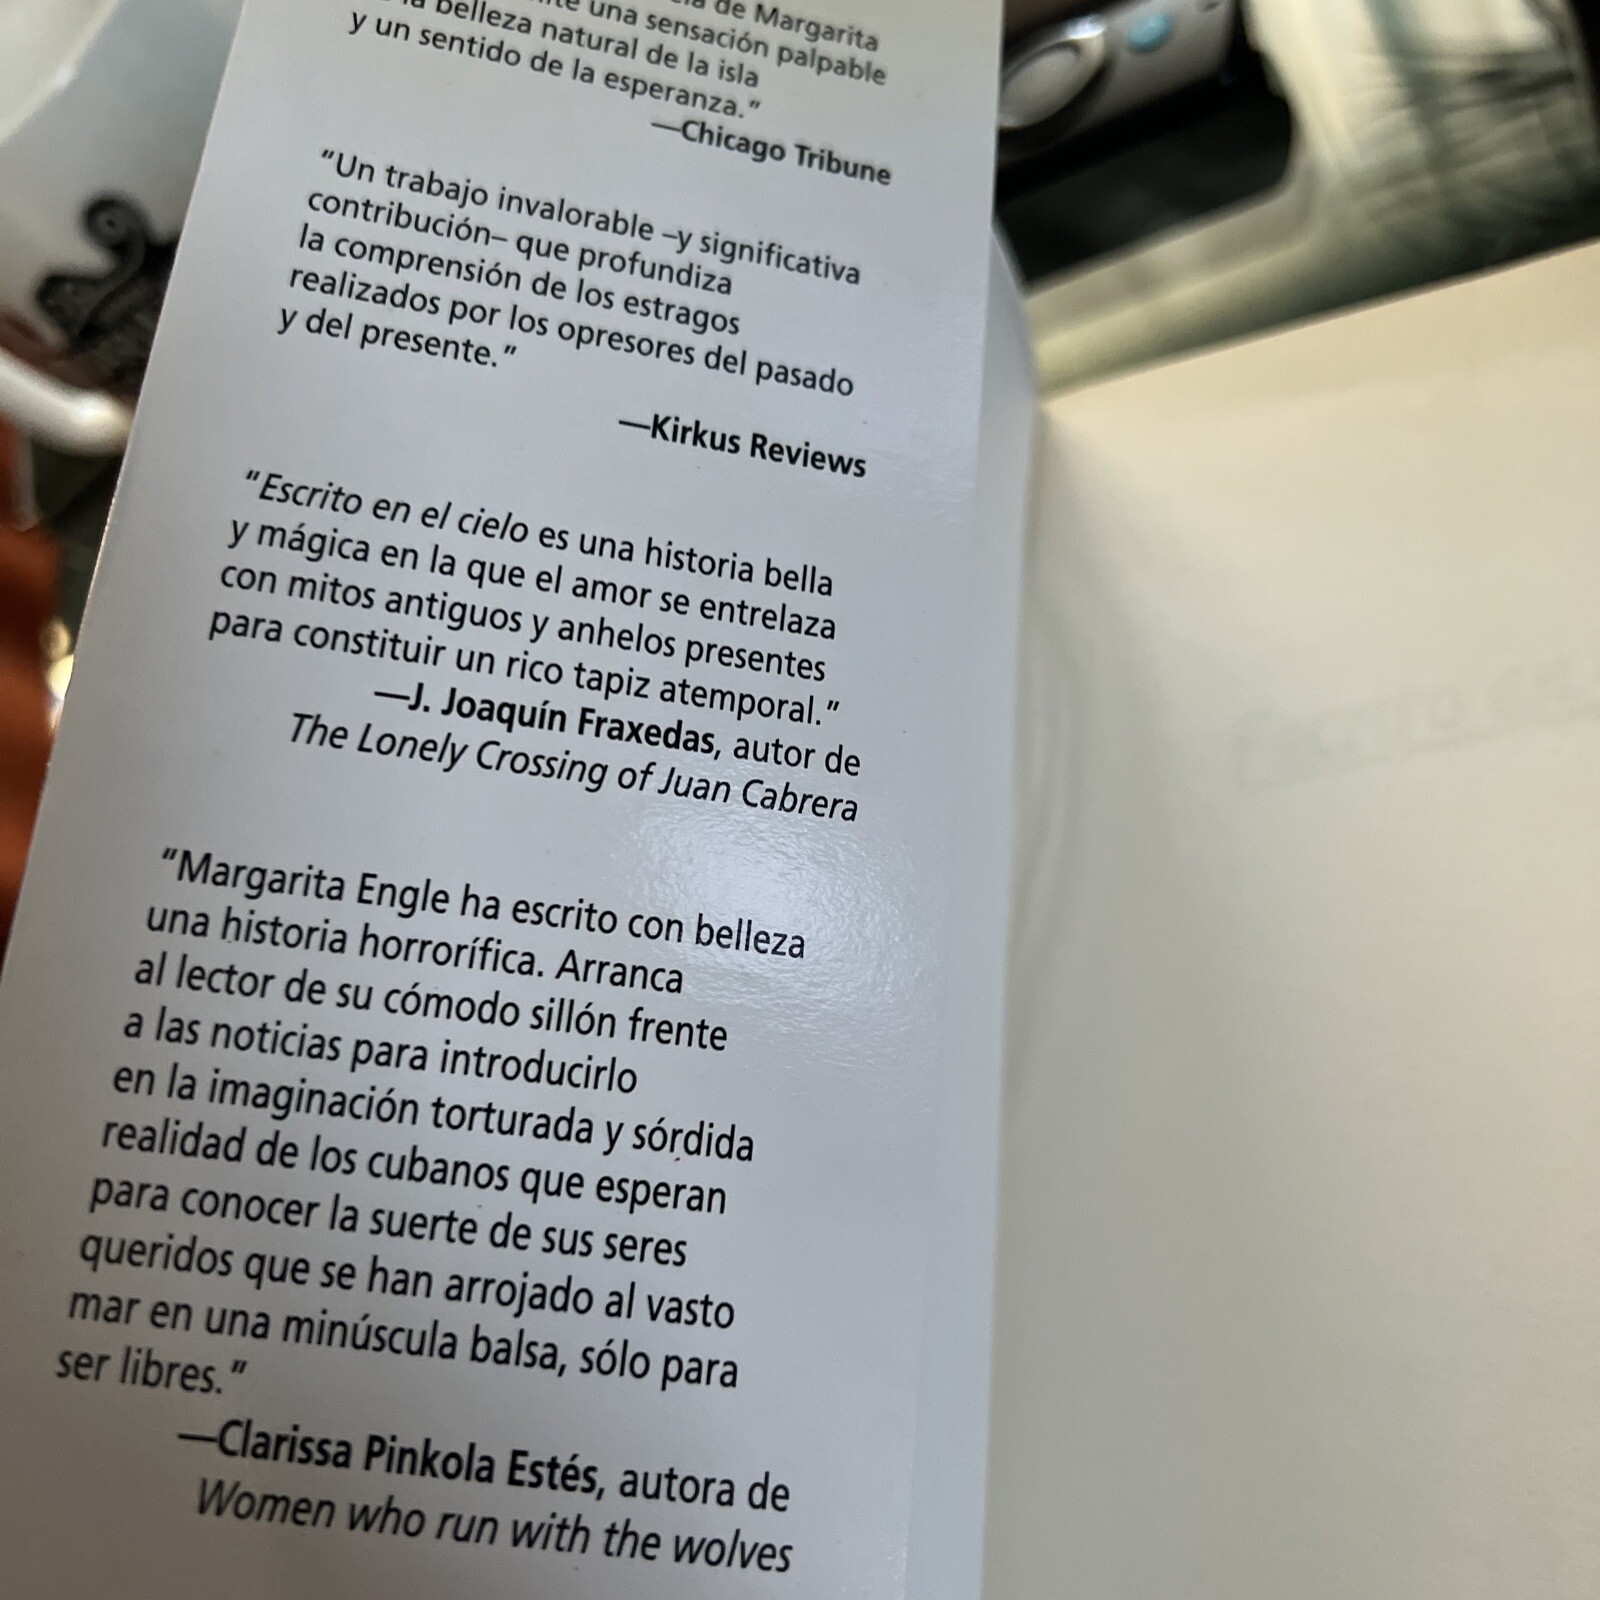 de Margarita
una sensación palpable
la belleza natural de la isla
y un sentido de la esperanza.”
—Chicago Tribune
“Un trabajo invalorable –y significativa
contribución– que profundiza
la comprensión de los estragos
realizados por los opresores del pasado
y del presente.”
—Kirkus Reviews
“Escrito en el cielo es una historia bella
y mágica en la que el amor se entrelaza
con mitos antiguos y anhelos presentes
para constituir un rico tapiz atemporal.”
—J. Joaquín Fraxedas, autor de
The Lonely Crossing of Juan Cabrera
“Margarita Engle ha escrito con belleza
una historia horrorífica. Arranca
al lector de su cómodo sillón frente
a las noticias para introducirlo
en la imaginación torturada y sórdida
realidad de los cubanos que esperan
para conocer la suerte de sus seres
queridos que se han arrojado al vasto
mar en una minúscula balsa, sólo para
ser libres.”
—Clarissa Pinkola Estés, autora de
Women who run with the wolves